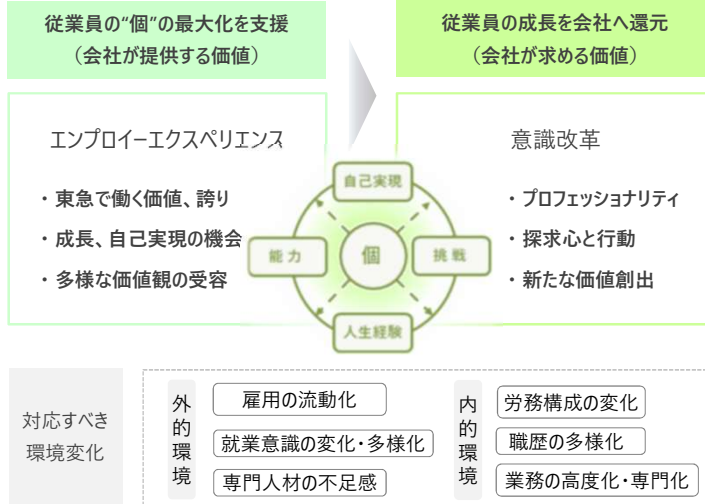 従業員の“個”の最大化を支援
（会社が提供する価値）
従業員の成長を会社へ還元
（会社が求める価値）
エンプロイーエクスペリエンス
・東急で働く価値、誇り
・成長、自己実現の機会
・多様な価値観の受容
自己実現
能力
個
挑戦
人生経験
意識改革
・プロフェッショナリティ
・探求心と行動
・新たな価値創出
対応すべき
環境変化
外的環境
雇用の流動化
就業意識の変化・多様化
専門人材の不足感
内的環境
労務構成の変化
職歴の多様化
業務の高度化・専門化